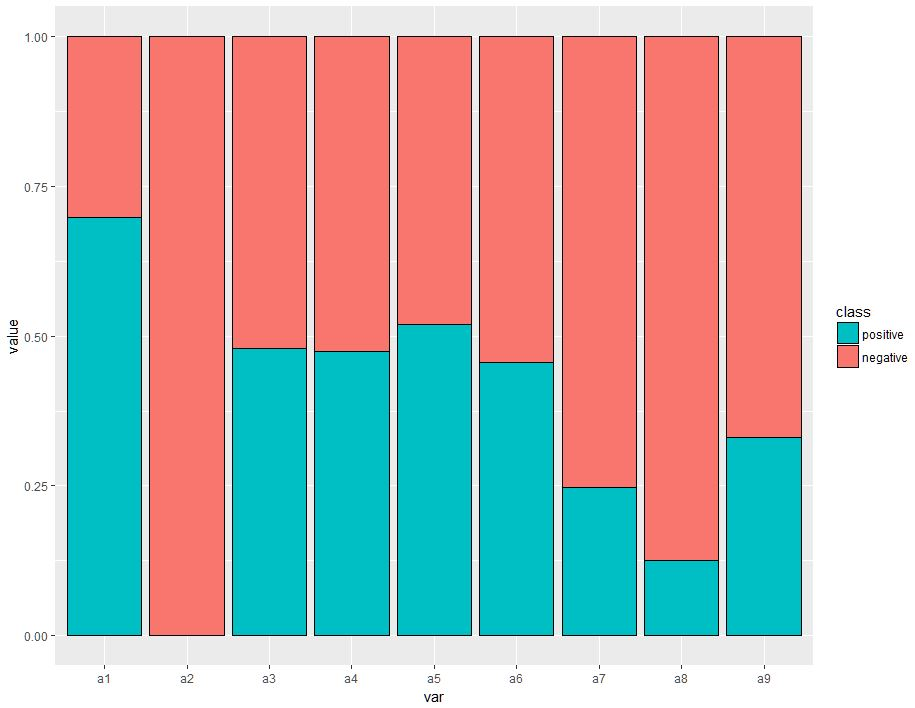 1.00
0.75
0.50
0.25
0.00
value
a1 a2 a3 a4 a5 a6 a7 a8 a9
var
class
positive
negative